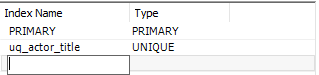 Index Name Type
PRIMARY PRIMARY
uq_actor_title UNIQUE